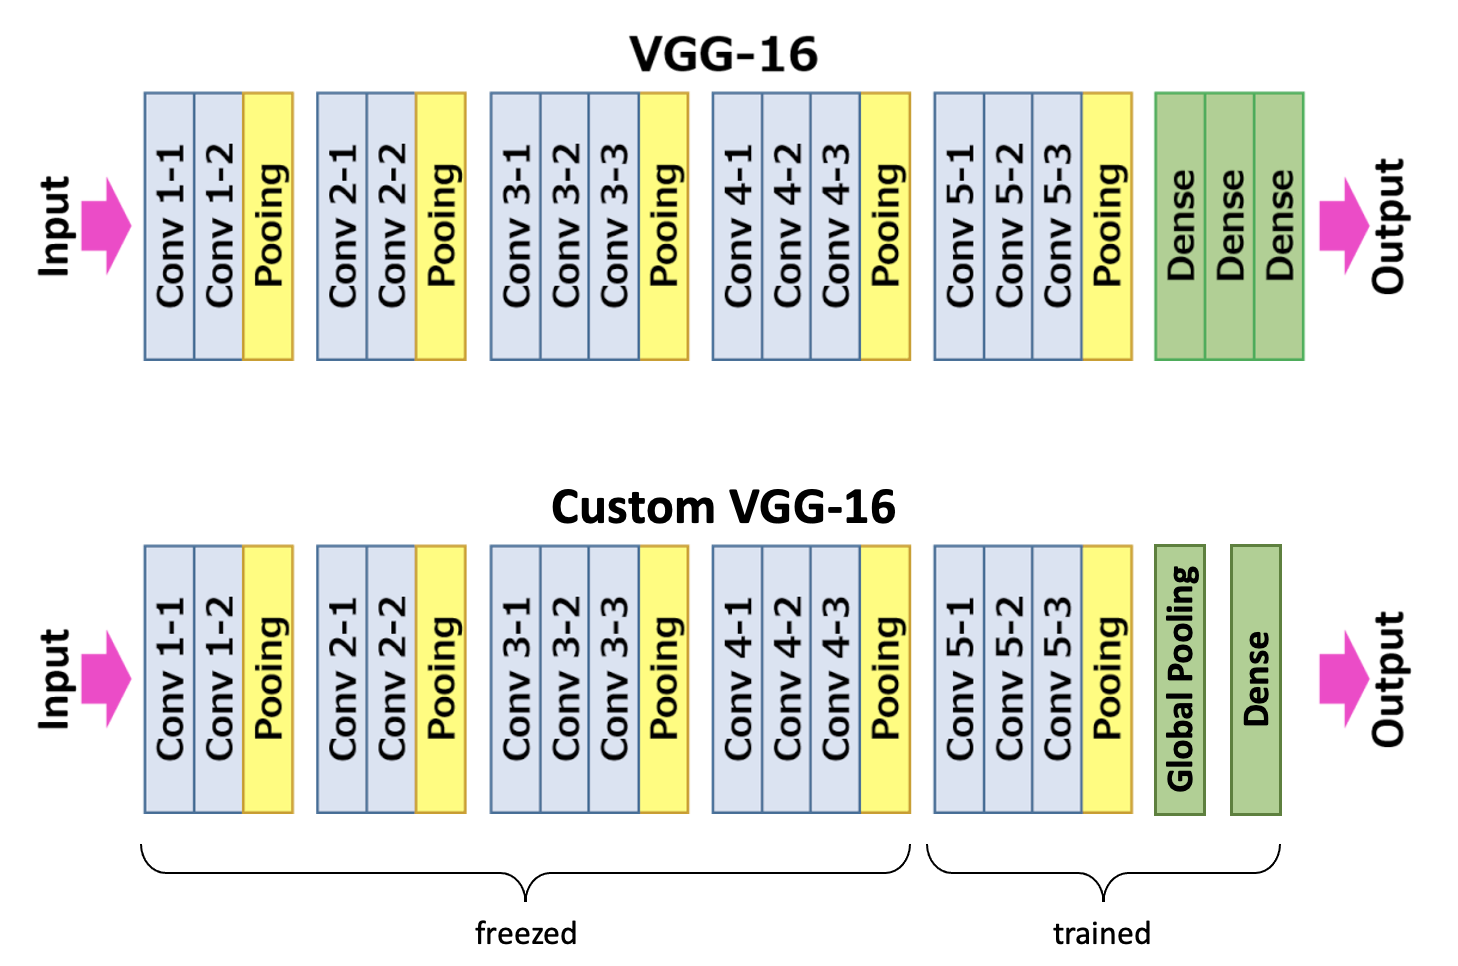 VGG-16
Input
Conv 1-1
Conv 1-2
Pooing
Conv 2-1
Conv 2-2
Pooing
Conv 3-1
Conv 3-2
Conv 3-3
Pooing
Conv 4-1
Conv 4-2
Conv 4-3
Pooing
Conv 5-1
Conv 5-2
Conv 5-3
Pooing
Dense
Dense
Dense
Output
Custom VGG-16
Input
Conv 1-1
Conv 1-2
Pooing
Conv 2-1
Conv 2-2
Pooing
Conv 3-1
Conv 3-2
Conv 3-3
Pooing
Conv 4-1
Conv 4-2
Conv 4-3
Pooing
Conv 5-1
Conv 5-2
Conv 5-3
Pooing
Global Pooling
Dense
Output
freezed
trained